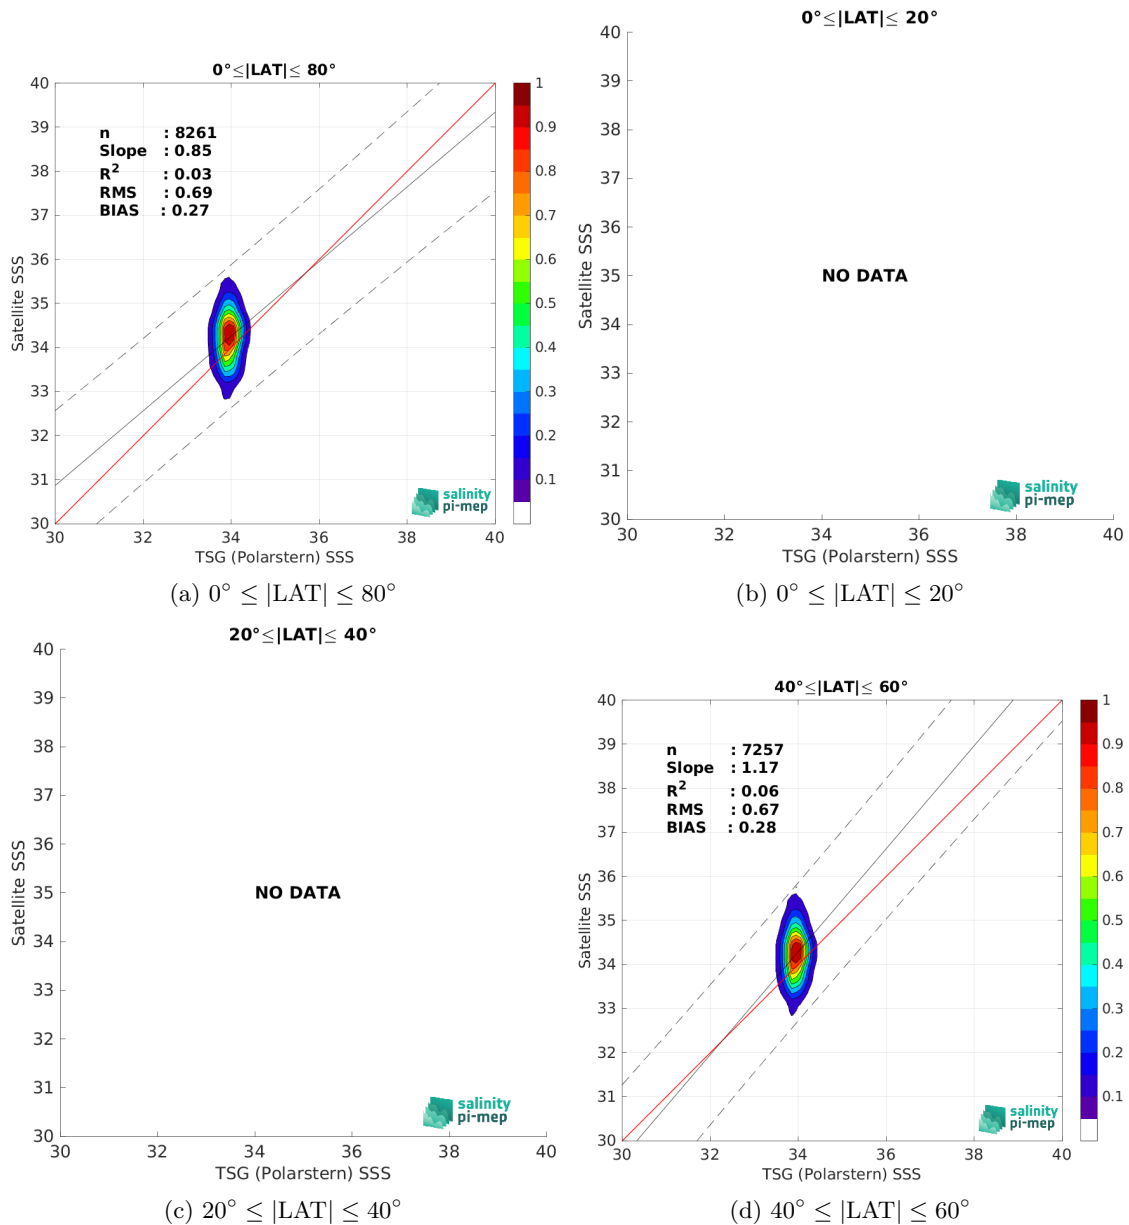 0°≤|LAT|≤ 80°
n : 8261
Slope : 0.85
R² : 0.03
RMS : 0.69
BIAS : 0.27
40
39
38
37
36
35
34
33
32
31
30
30 32 34 36 38 40
Satellite SSS
TSG (Polarstern) SSS
1
0.9
0.8
0.7
0.6
0.5
0.4
0.3
0.2
0.1
salinity
pi-mep
(a) 0° ≤ |LAT| ≤ 80°
0°≤|LAT|≤ 20°
40
39
38
37
36
35
34
33
32
31
30
30 32 34 36 38 40
Satellite SSS
NO DATA
TSG (Polarstern) SSS
salinity
pi-mep
(b) 0° ≤ |LAT| ≤ 20°
20°≤|LAT|≤ 40°
40
39
38
37
36
35
34
33
32
31
30
30 32 34 36 38 40
Satellite SSS
NO DATA
TSG (Polarstern) SSS
salinity
pi-mep
(c) 20° ≤ |LAT| ≤ 40°
40°≤|LAT|≤ 60°
n : 7257
Slope : 1.17
R² : 0.06
RMS : 0.67
BIAS : 0.28
40
39
38
37
36
35
34
33
32
31
30
30 32 34 36 38 40
Satellite SSS
TSG (Polarstern) SSS
1
0.9
0.8
0.7
0.6
0.5
0.4
0.3
0.2
0.1
salinity
pi-mep
(d) 40° ≤ |LAT| ≤ 60°